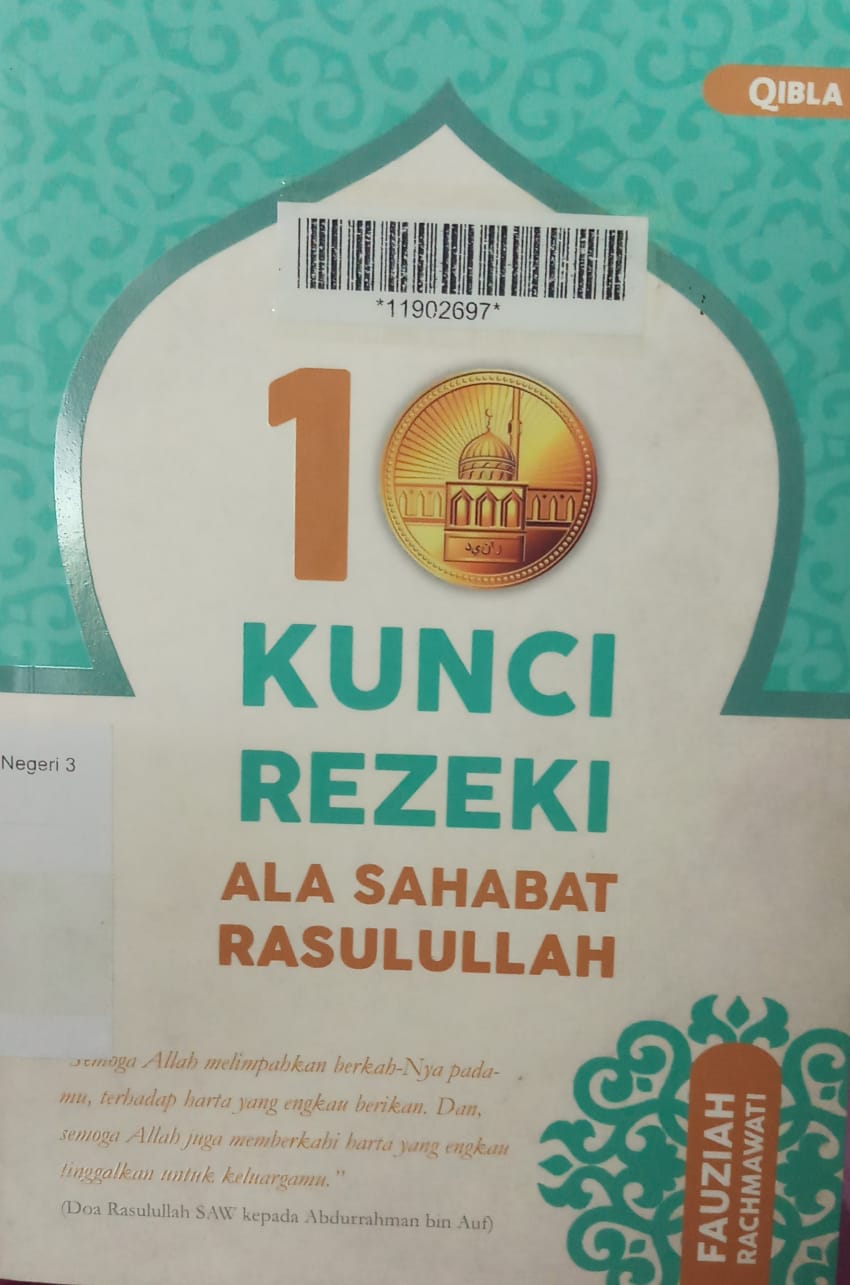 QIBLA
*11902697*
10
KUNCI
REZEKI
ALA SAHABAT
RASULULLAH
Negeri 3
"Semoga Allah melimpahkan berkah-Nya pada-
mu, terhadap harta yang engkau berikan. Dan,
semoga Allah juga memberkahi harta yang engkau
tinggalkan untuk keluargamu."
(Doa Rasulullah SAW kepada Abdurrahman bin Auf)
FAUZIAH
RACHMAWATI